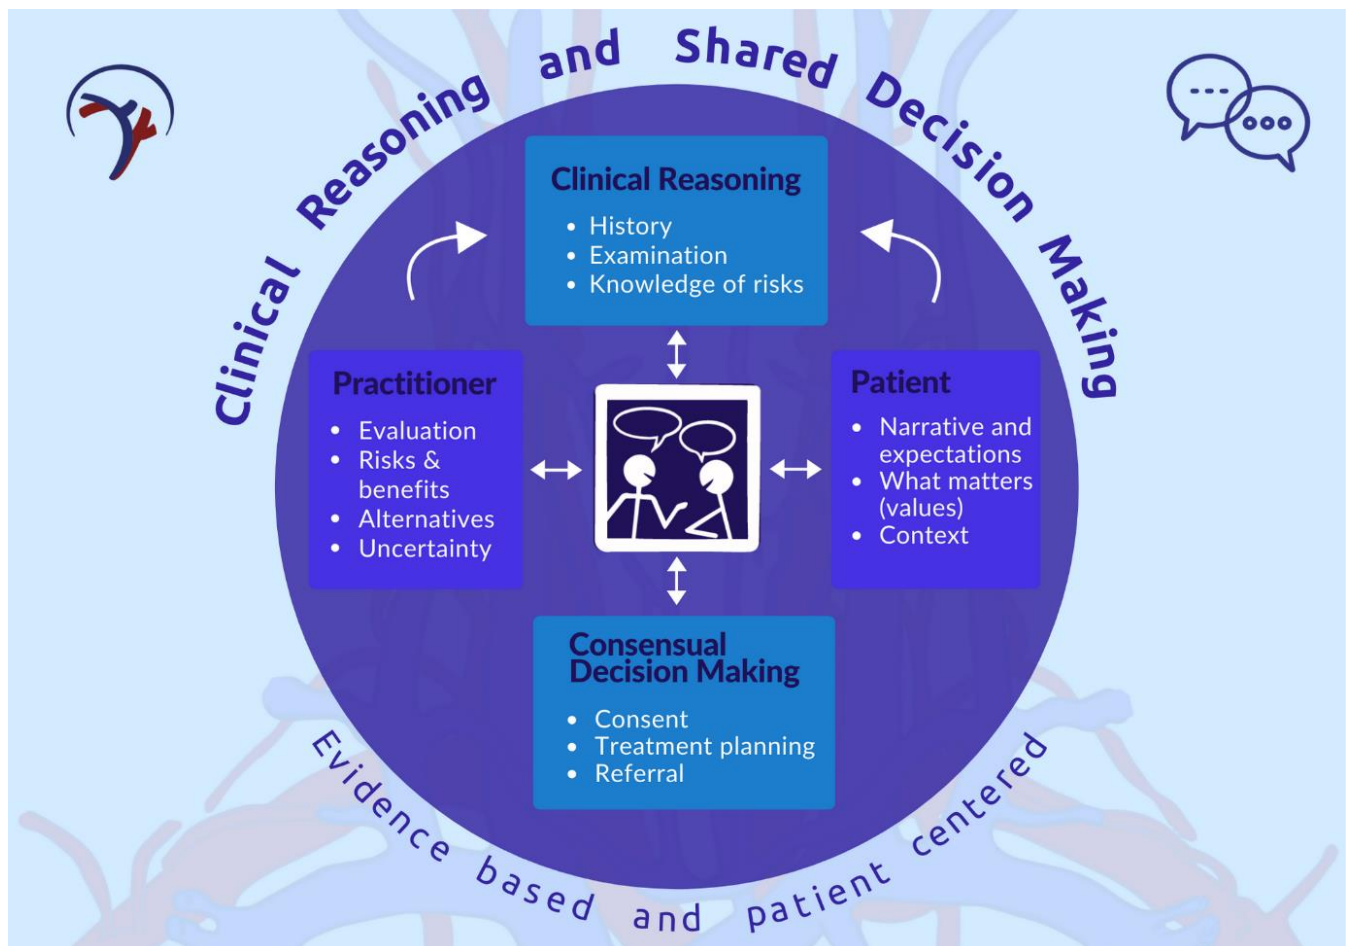 Clinical Reasoning and Shared Decision Making
Clinical Reasoning
• History
• Examination
• Knowledge of risks
Practitioner
• Evaluation
• Risks &
benefits
• Alternatives
• Uncertainty
Patient
• Narrative and
expectations
• What matters
(values)
• Context
Consensual
Decision Making
• Consent
• Treatment planning
• Referral
Evidence based and patient centered